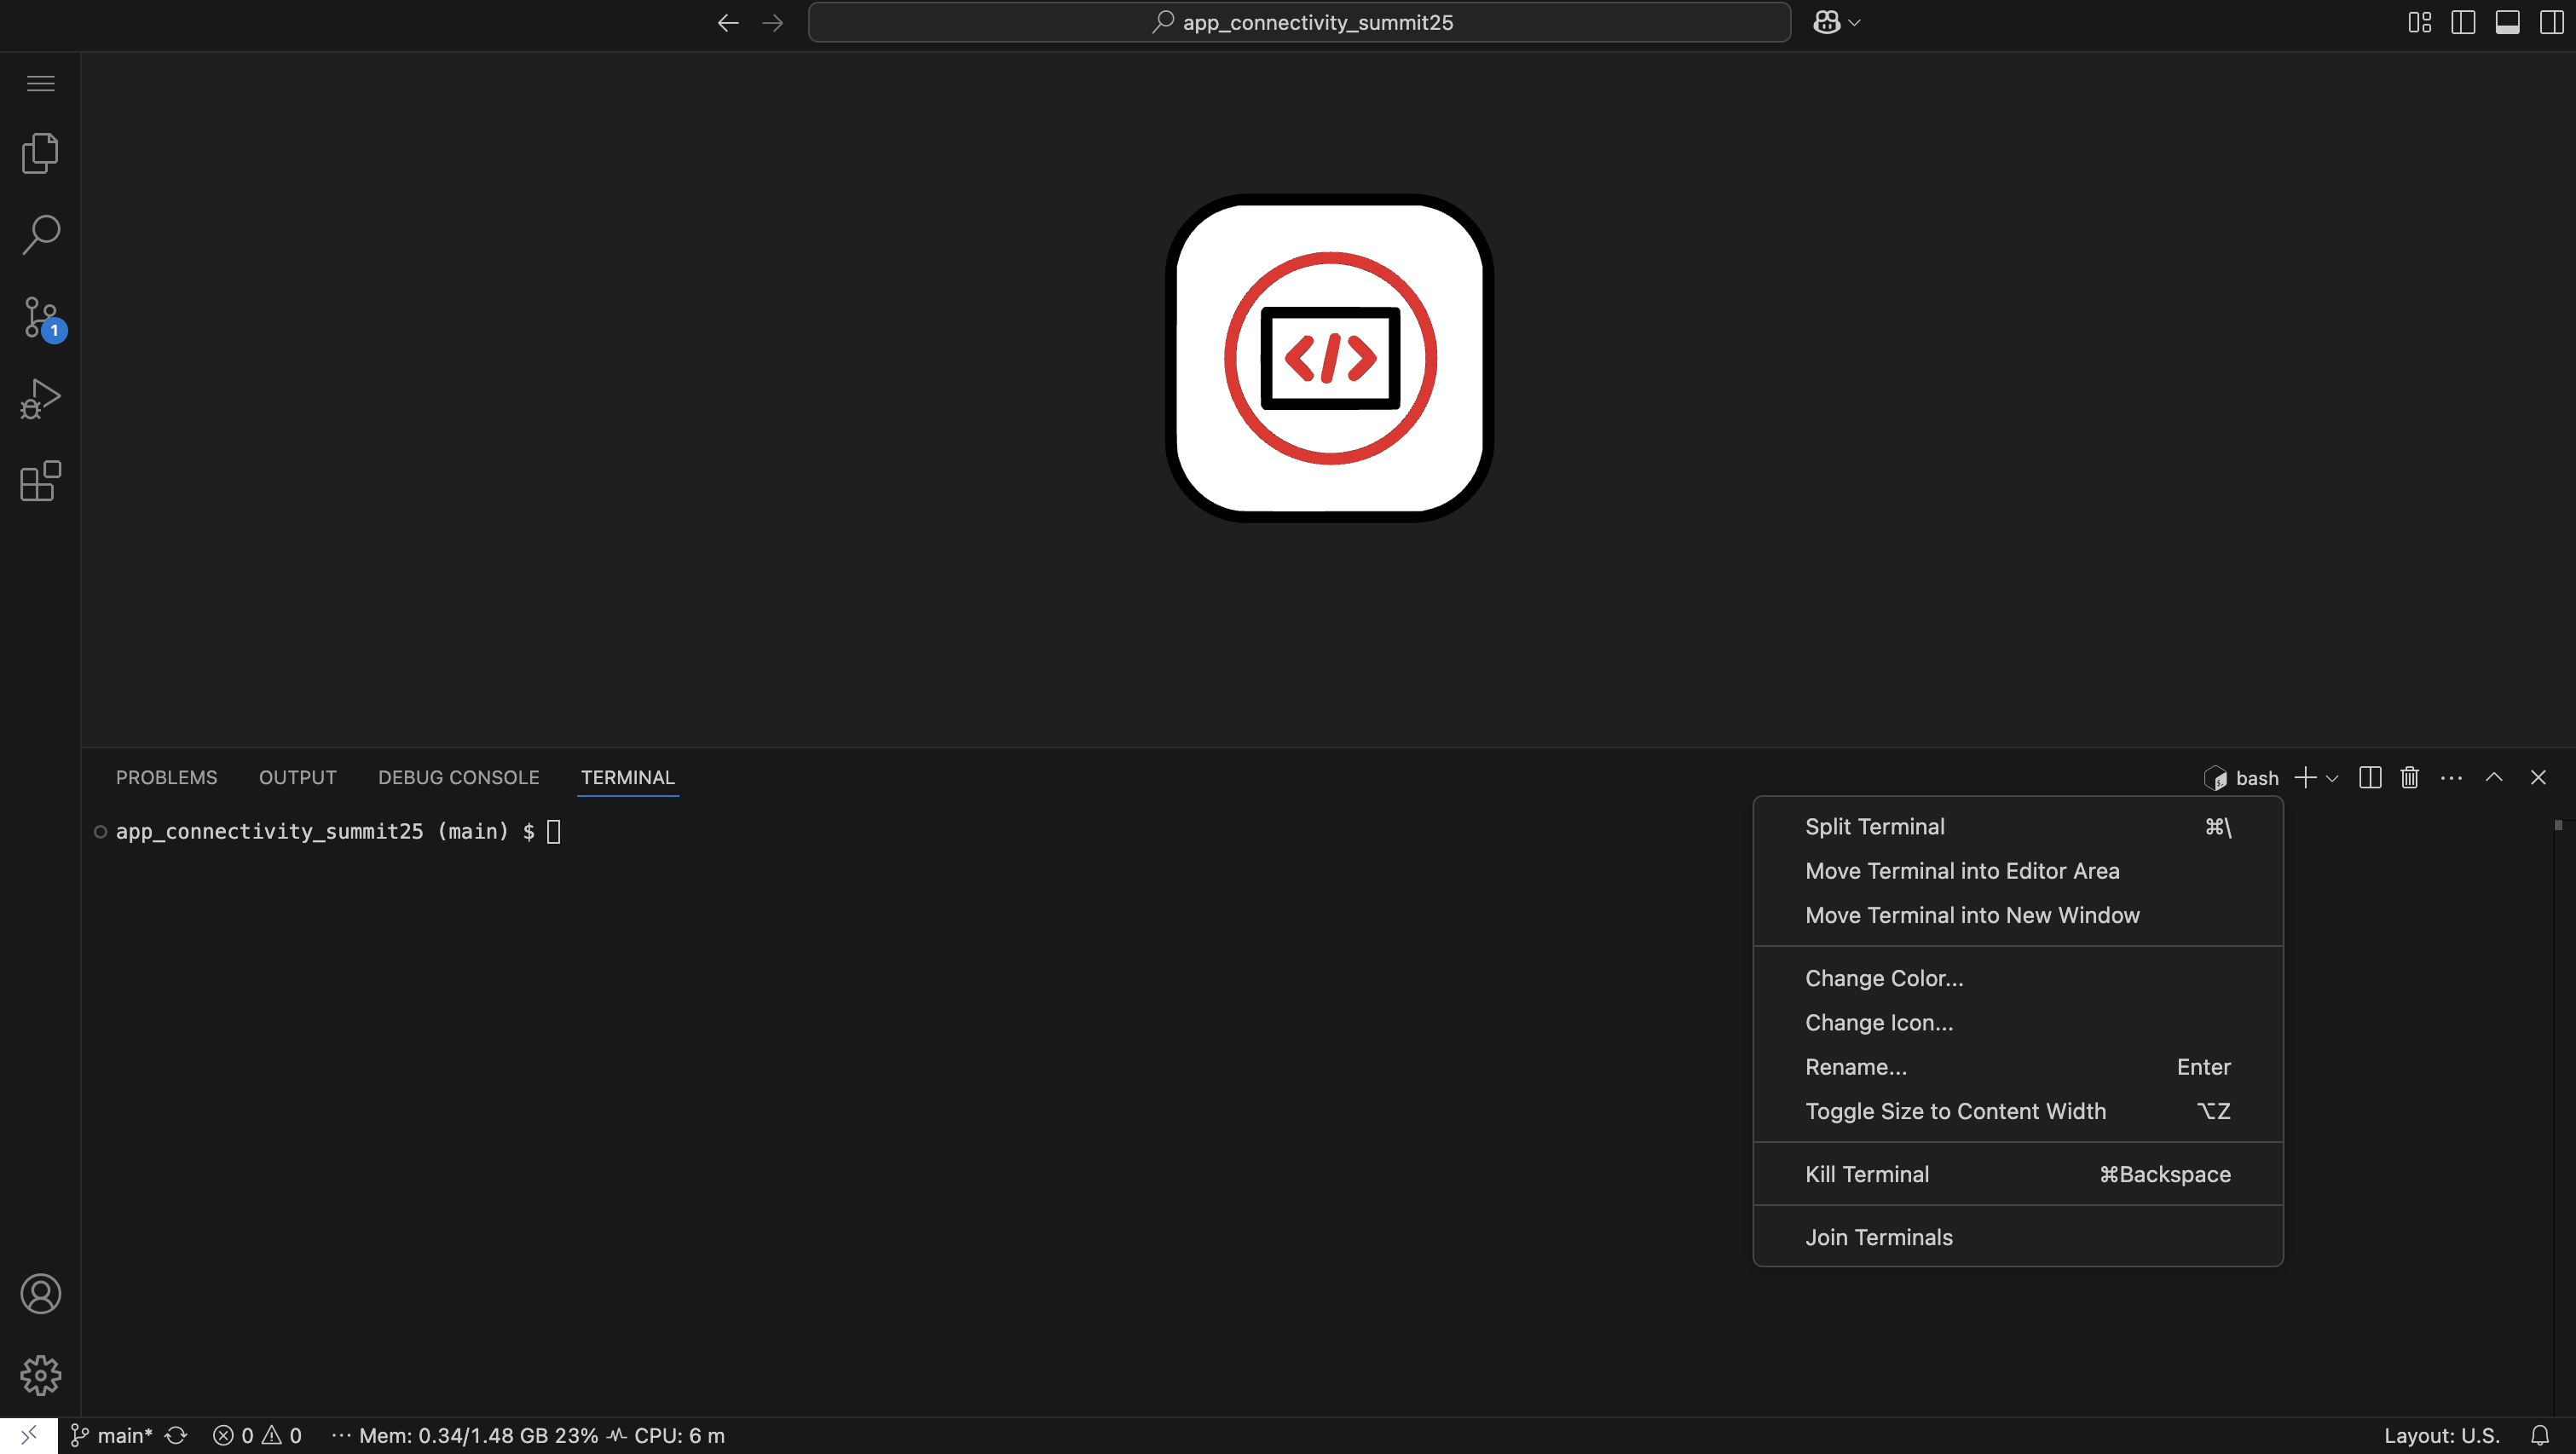 app_connectivity_summit25
1
</>
PROBLEMS OUTPUT DEBUG CONSOLE TERMINAL
bash
app_connectivity_summit25 (main) $
Split Terminal ⌘\
Move Terminal into Editor Area
Move Terminal into New Window
Change Color...
Change Icon...
Rename... Enter
Toggle Size to Content Width ⌥Z
Kill Terminal ⌘Backspace
Join Terminals
main* 0 0 ··· Mem: 0.34/1.48 GB 23% CPU: 6 m Layout: U.S.